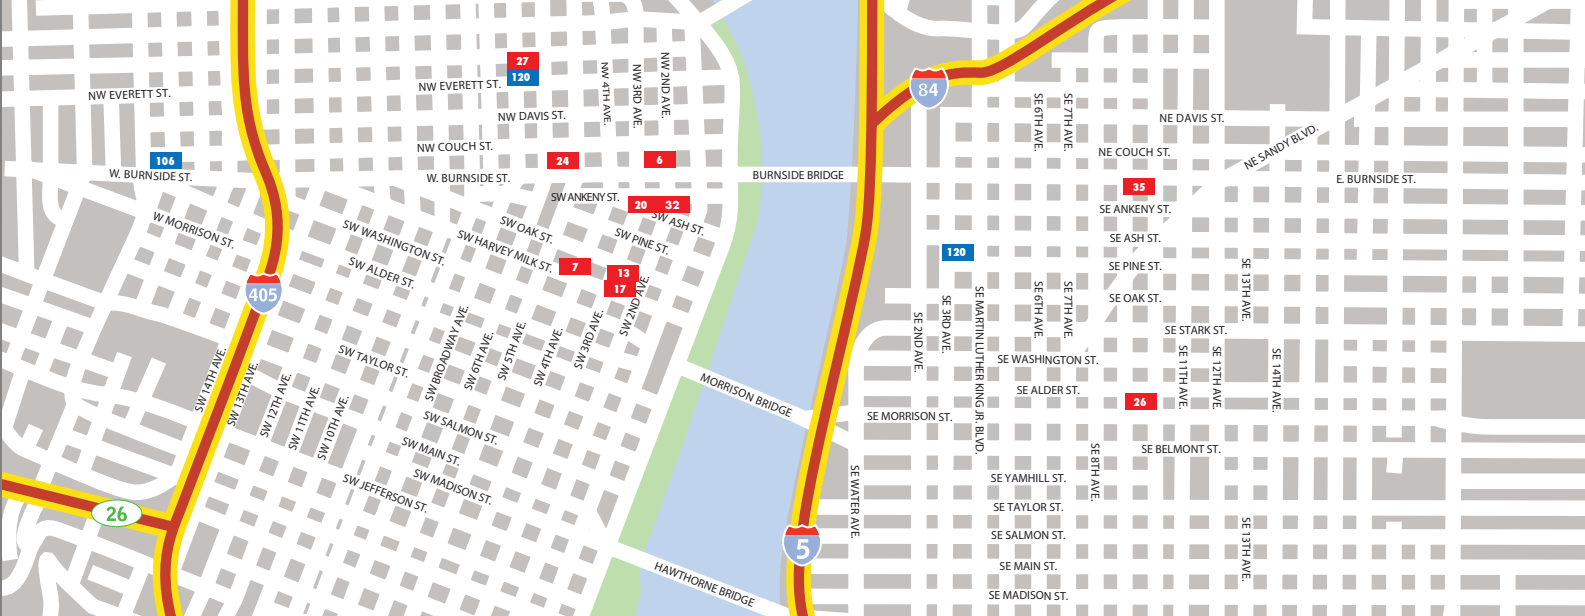 27
120
NW EVERETT ST.
NW EVERETT ST.
NW 4TH AVE.
NW 3RD AVE.
NW 2ND AVE.
84
SE 6TH AVE.
SE 7TH AVE.
NW DAVIS ST.
NE DAVIS ST.
NE SANDY BLVD.
NW COUCH ST.
NE COUCH ST.
106
24
6
W. BURNSIDE ST.
W. BURNSIDE ST.
BURNSIDE BRIDGE
E. BURNSIDE ST.
35
SW ANKENY ST.
20
32
SE ANKENY ST.
W MORRISON ST.
SW WASHINGTON ST.
SW OAK ST.
SW ASH ST.
SW PINE ST.
SW HARVEY MILK ST.
SE ASH ST.
120
SW ALDER ST.
7
13
17
SE PINE ST.
405
SE OAK ST.
SE 13TH AVE.
SW 2ND AVE.
SE 2ND AVE.
SE 3RD AVE.
SE MARTIN LUTHER KING JR. BLVD.
SE 6TH AVE.
SE 7TH AVE.
SE STARK ST.
SW BROADWAY AVE.
SW 6TH AVE.
SW 5TH AVE.
SW 4TH AVE.
SW 3RD AVE.
SW TAYLOR ST.
SE WASHINGTON ST.
SE 11TH AVE.
SE 12TH AVE.
SE 14TH AVE.
SW 14TH AVE.
SW 13TH AVE.
SW 12TH AVE.
SW 11TH AVE.
SW 10TH AVE.
MORRISON BRIDGE
SE ALDER ST.
26
SE MORRISON ST.
SW SALMON ST.
SW MAIN ST.
SE BELMONT ST.
SE 8TH AVE.
SW MADISON ST.
SW JEFFERSON ST.
SE WATER AVE.
SE YAMHILL ST.
26
SE TAYLOR ST.
5
SE SALMON ST.
SE 13TH AVE.
HAWTHORNE BRIDGE
SE MAIN ST.
SE MADISON ST.